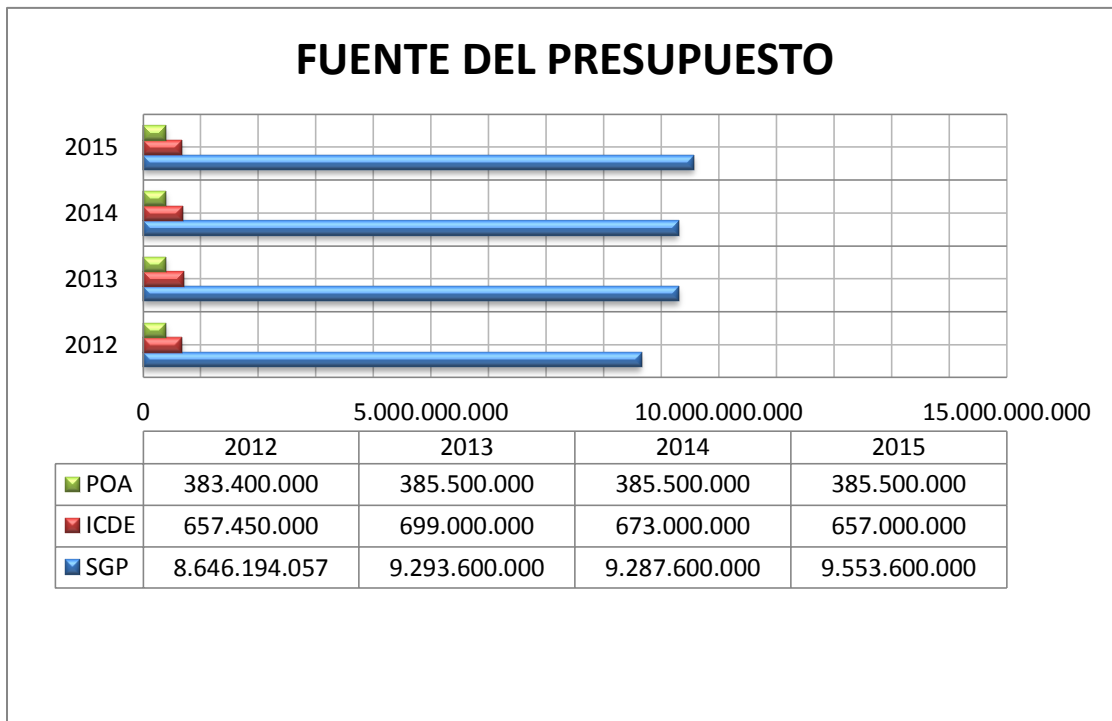 FUENTE DEL PRESUPUESTO
2015
2014
2013
2012
0 5.000.000.000 10.000.000.000 15.000.000.000
2012 2013 2014 2015
POA 383.400.000 385.500.000 385.500.000 385.500.000
ICDE 657.450.000 699.000.000 673.000.000 657.000.000
SGP 8.646.194.057 9.293.600.000 9.287.600.000 9.553.600.000